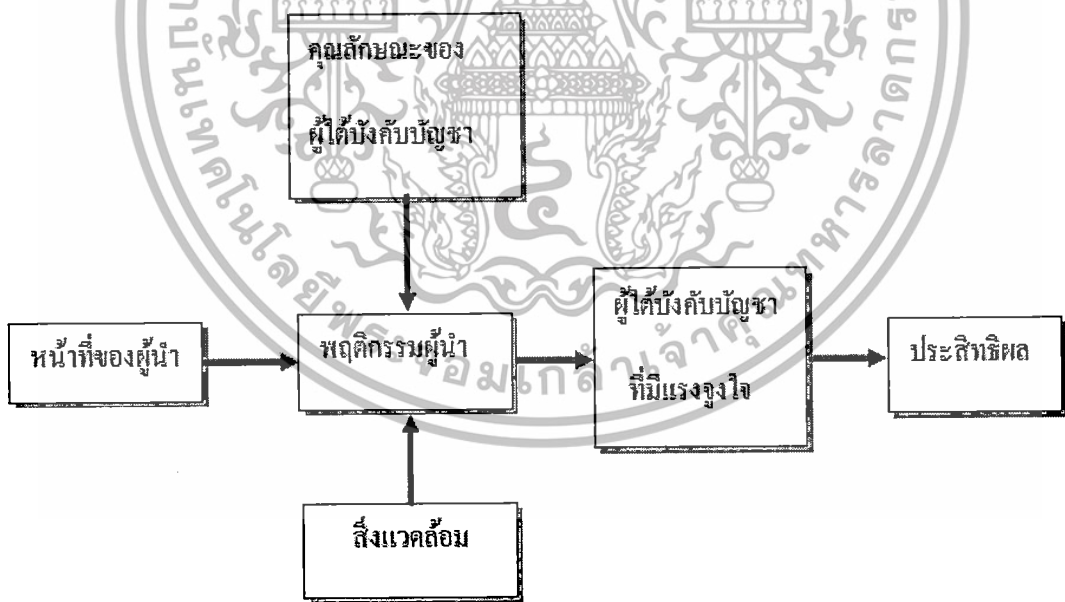 คุณลักษณะของ
ผู้ใต้บังคับบัญชา
หน้าที่ของผู้นำ
พฤติกรรมผู้นำ
ผู้ใต้บังคับบัญชา
ที่มีแรงจูงใจ
ประสิทธิผล
สิ่งแวดล้อม